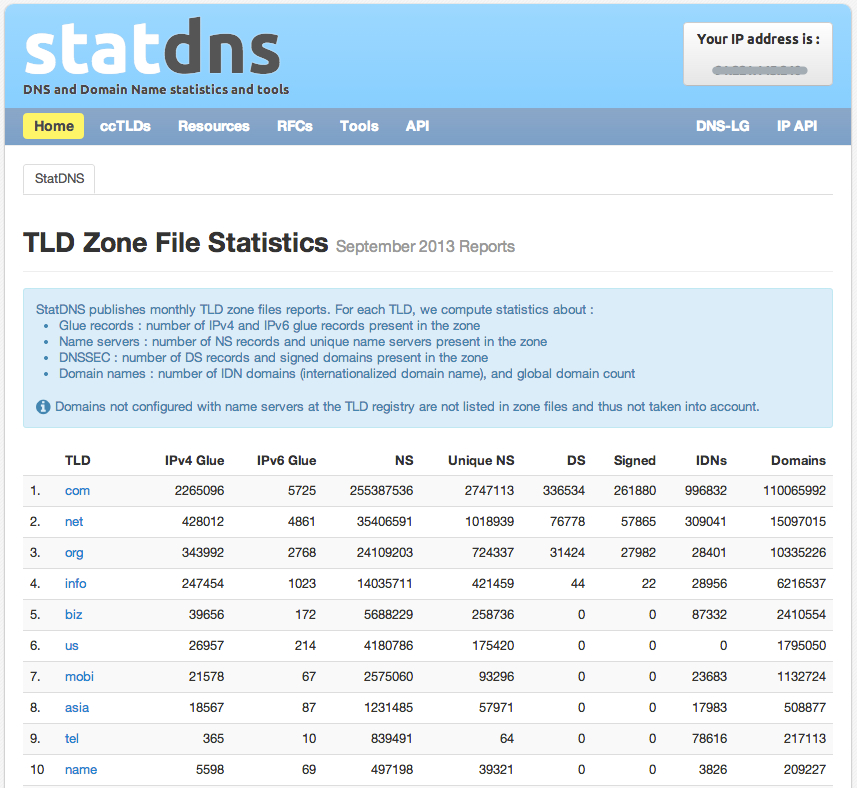 statdns
DNS and Domain Name statistics and tools
Your IP address is :
Home ccTLDs Resources RFCs Tools API DNS-LG IP API
StatDNS
TLD Zone File Statistics September 2013 Reports
StatDNS publishes monthly TLD zone files reports. For each TLD, we compute statistics about :
• Glue records : number of IPv4 and IPv6 glue records present in the zone
• Name servers : number of NS records and unique name servers present in the zone
• DNSSEC : number of DS records and signed domains present in the zone
• Domain names : number of IDN domains (internationalized domain name), and global domain count
Domains not configured with name servers at the TLD registry are not listed in zone files and thus not taken into account.
TLD IPv4 Glue IPv6 Glue NS Unique NS DS Signed IDNs Domains
1. com 2265096 5725 255387536 2747113 336534 261880 996832 110065992
2. net 428012 4861 35406591 1018939 76778 57865 309041 15097015
3. org 343992 2768 24109203 724337 31424 27982 28401 10335226
4. info 247454 1023 14035711 421459 44 22 28956 6216537
5. biz 39656 172 5688229 258736 0 0 87332 2410554
6. us 26957 214 4180786 175420 0 0 0 1795050
7. mobi 21578 67 2575060 93296 0 0 23683 1132724
8. asia 18567 87 1231485 57971 0 0 17983 508877
9. tel 365 10 839491 64 0 0 78616 217113
10 name 5598 69 497198 39321 0 0 3826 209227